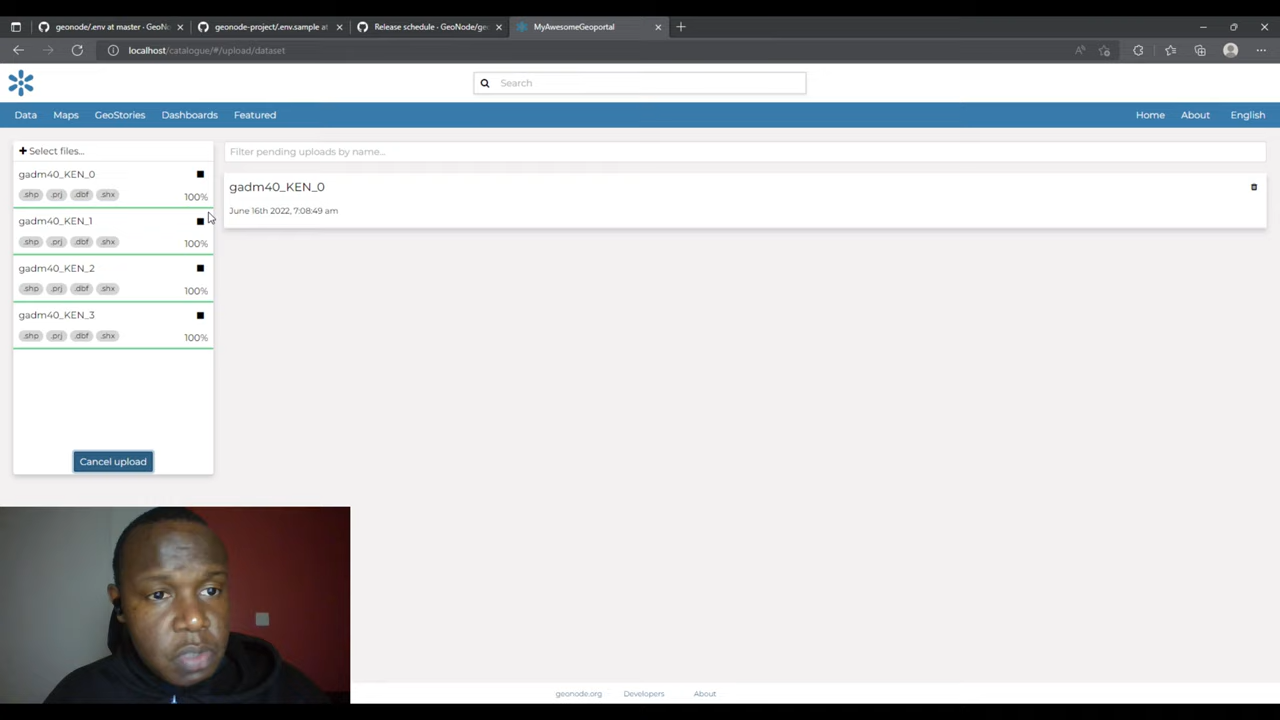 geonode/.env at master · GeoNo
geonode-project/.env.sample at
Release schedule · GeoNode/ge
MyAwesomeGeoportal
localhost/catalogue/#/upload/dataset
Search
Data Maps GeoStories Dashboards Featured Home About English
+ Select files...
Filter pending uploads by name...
gadm40_KEN_0
.shp .prj .dbf .shx 100%
gadm40_KEN_1
.shp .prj .dbf .shx 100%
gadm40_KEN_2
.shp .prj .dbf .shx 100%
gadm40_KEN_3
.shp .prj .dbf .shx 100%
Cancel upload
gadm40_KEN_0
June 16th 2022, 7:08:49 am
geonode.org Developers About